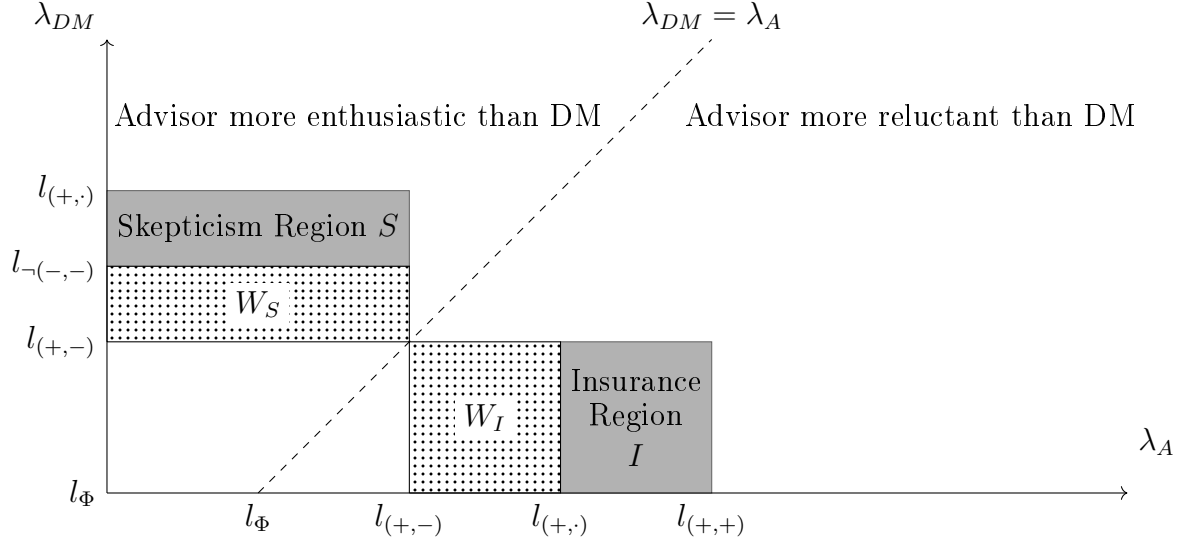 λ_DM
λ_DM = λ_A
Advisor more enthusiastic than DM
Advisor more reluctant than DM
l_(+,·)
Skepticism Region S
l_¬(−,−)
W_S
l_(+,−)
Insurance
Region
I
W_I
λ_A
l_Φ
l_Φ
l_(+,−)
l_(+,·)
l_(+,+)